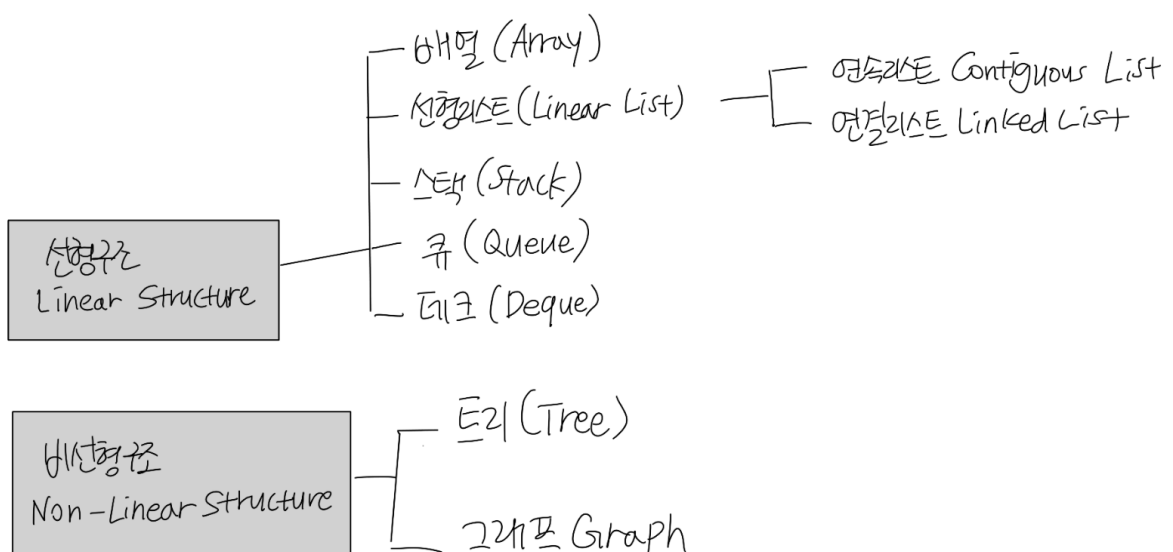 배열 (Array)
선형리스트 (Linear List)
연속리스트 Contiguous List
연결리스트 Linked List
스택 (Stack)
큐 (Queue)
데크 (Deque)
선형구조
Linear Structure
트리 (Tree)
그래프 Graph
비선형구조
Non-Linear Structure